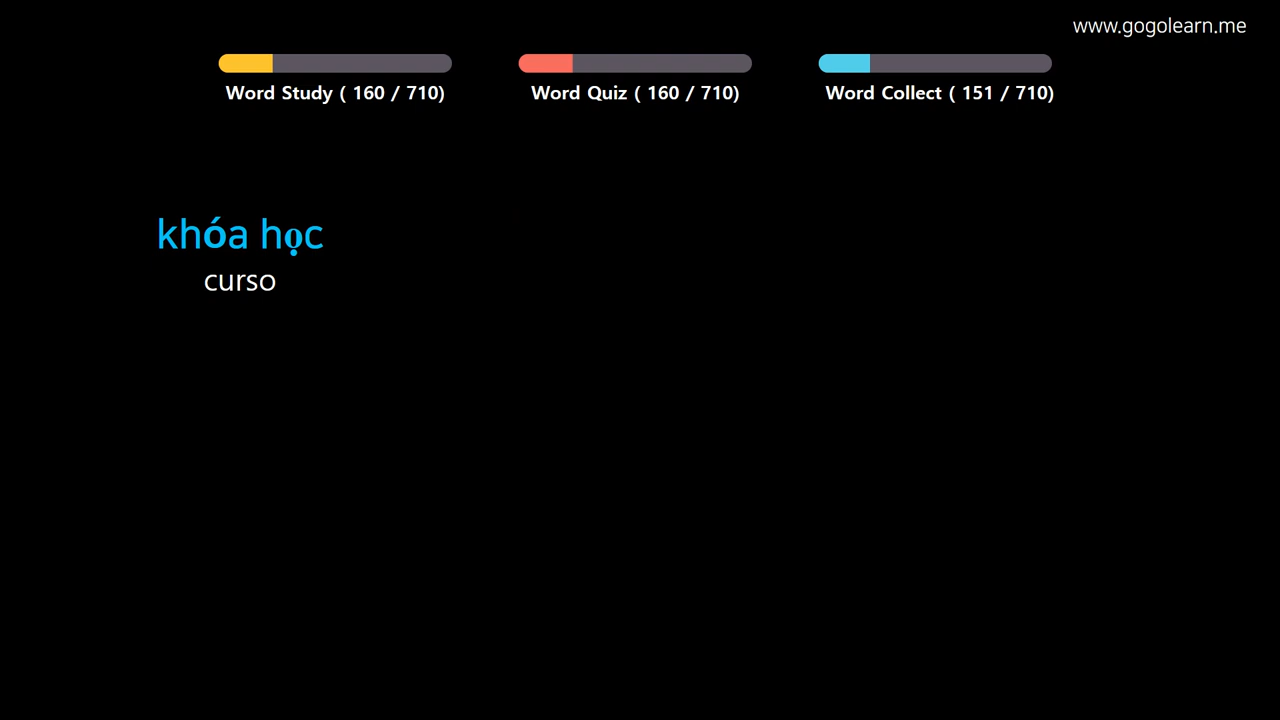 www.gogolearn.me
Word Study ( 160 / 710)
Word Quiz ( 160 / 710)
Word Collect ( 151 / 710)
khóa học
curso